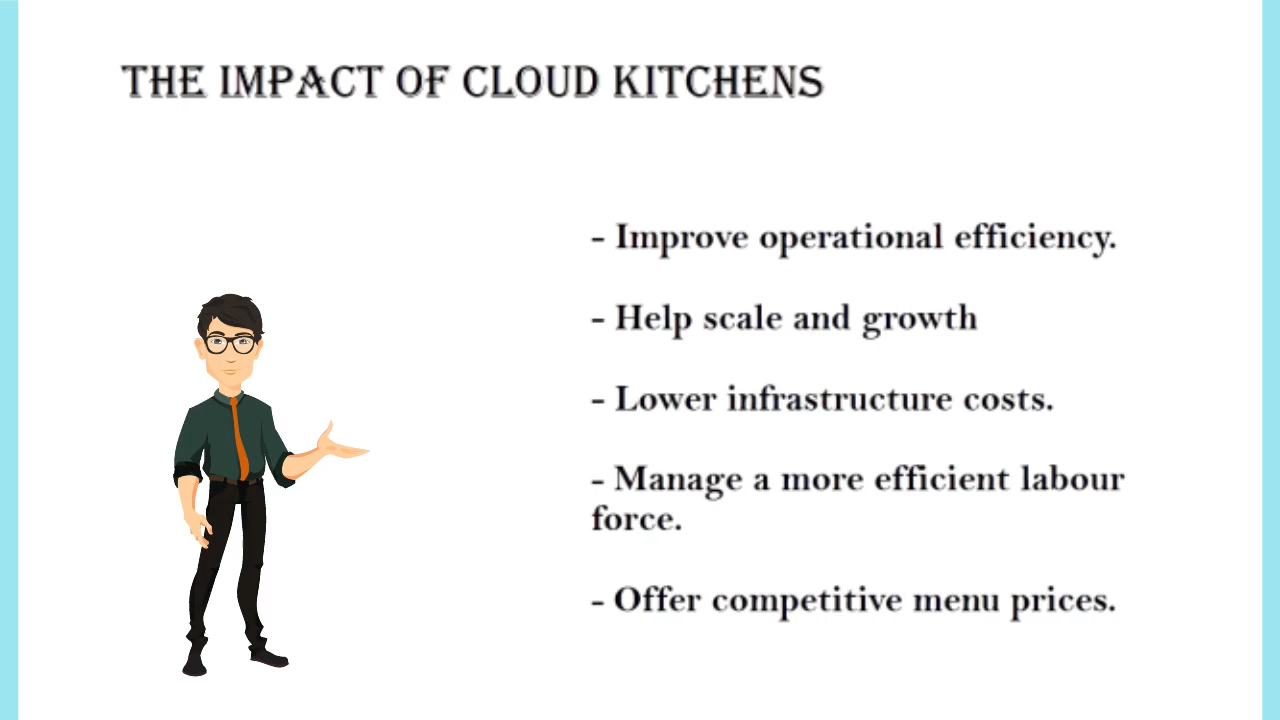 THE IMPACT OF CLOUD KITCHENS
- Improve operational efficiency.
- Help scale and growth
- Lower infrastructure costs.
- Manage a more efficient labour
force.
- Offer competitive menu prices.